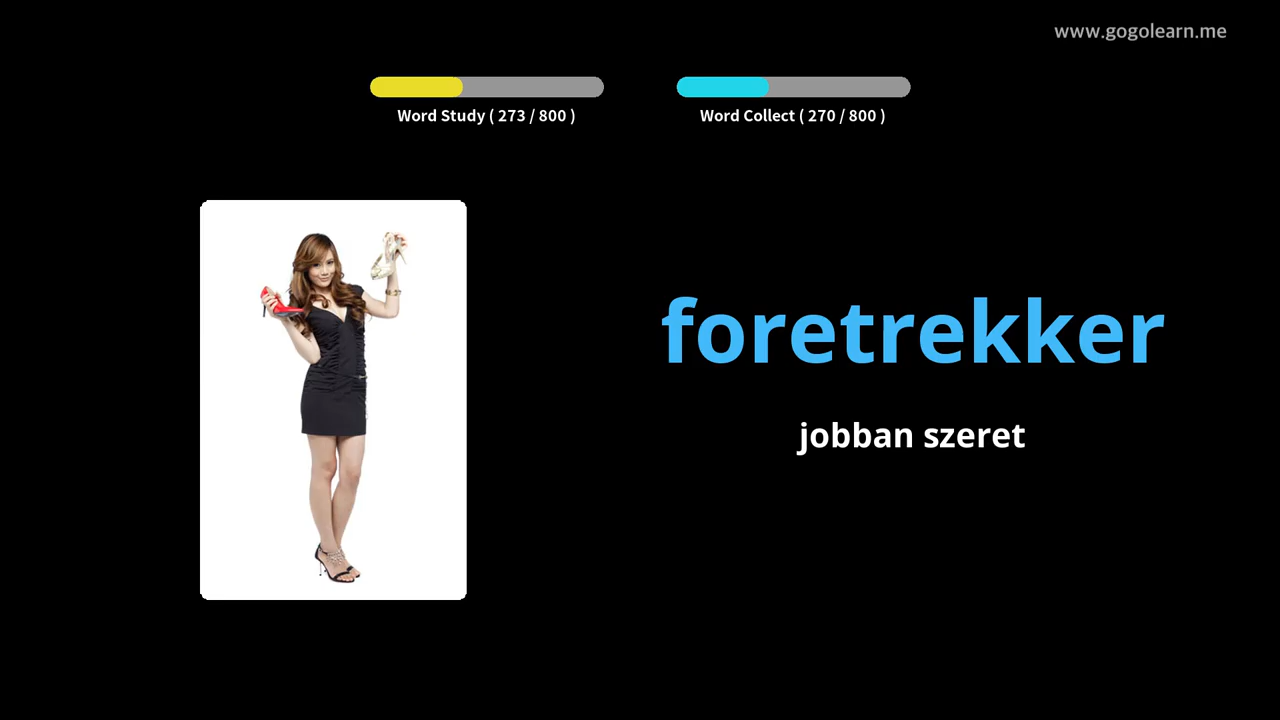 www.gogolearn.me
Word Study ( 273 / 800 )
Word Collect ( 270 / 800 )
foretrekker
jobban szeret